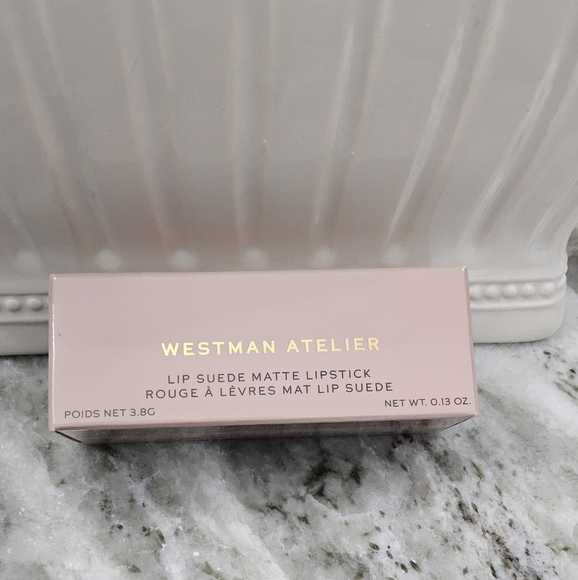 WESTMAN ATELIER
LIP SUEDE MATTE LIPSTICK
ROUGE À LÈVRES MAT LIP SUEDE
POIDS NET 3.8G NET WT. 0.13 OZ.